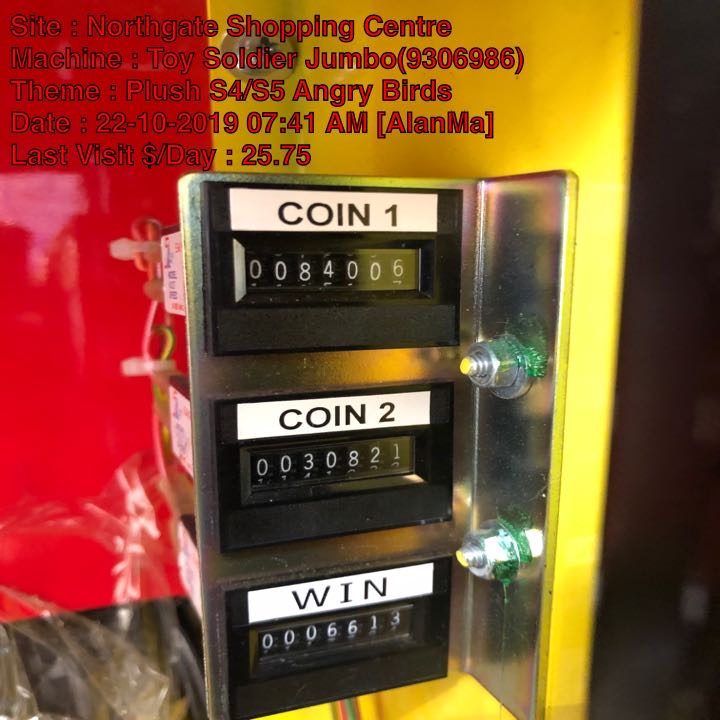 Site : Northgate Shopping Centre
Machine : Toy Soldier Jumbo(9306986)
Theme : Plush S4/S5 Angry Birds
Date : 22-10-2019 07:41 AM [AlanMa]
Last Visit $/Day : 25.75
COIN 1
0084006
COIN 2
0030821
WIN
0006613